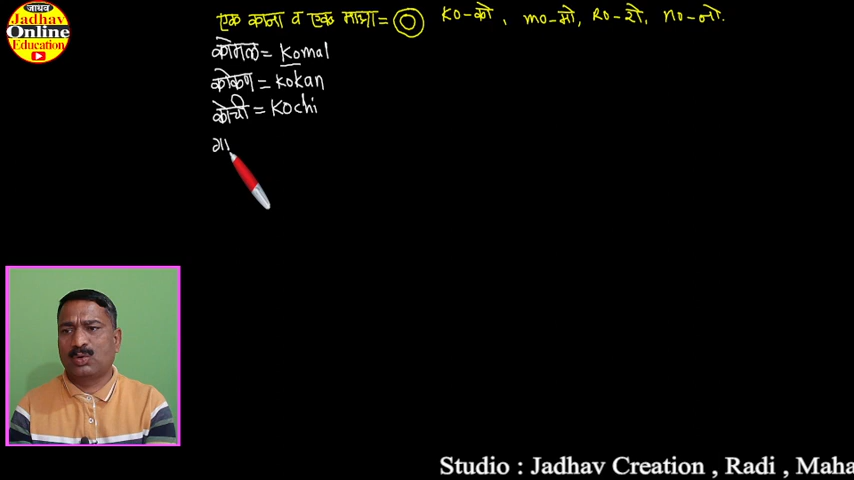 जाधव
Jadhav
Online
Education
एक काना व एक मात्रा = O Ko-को, mo-मो, Ro-रो, no-नो.
कोमल = Komal
कोकण = Kokan
कोची = Kochi
गा
Studio : Jadhav Creation , Radi , Maha